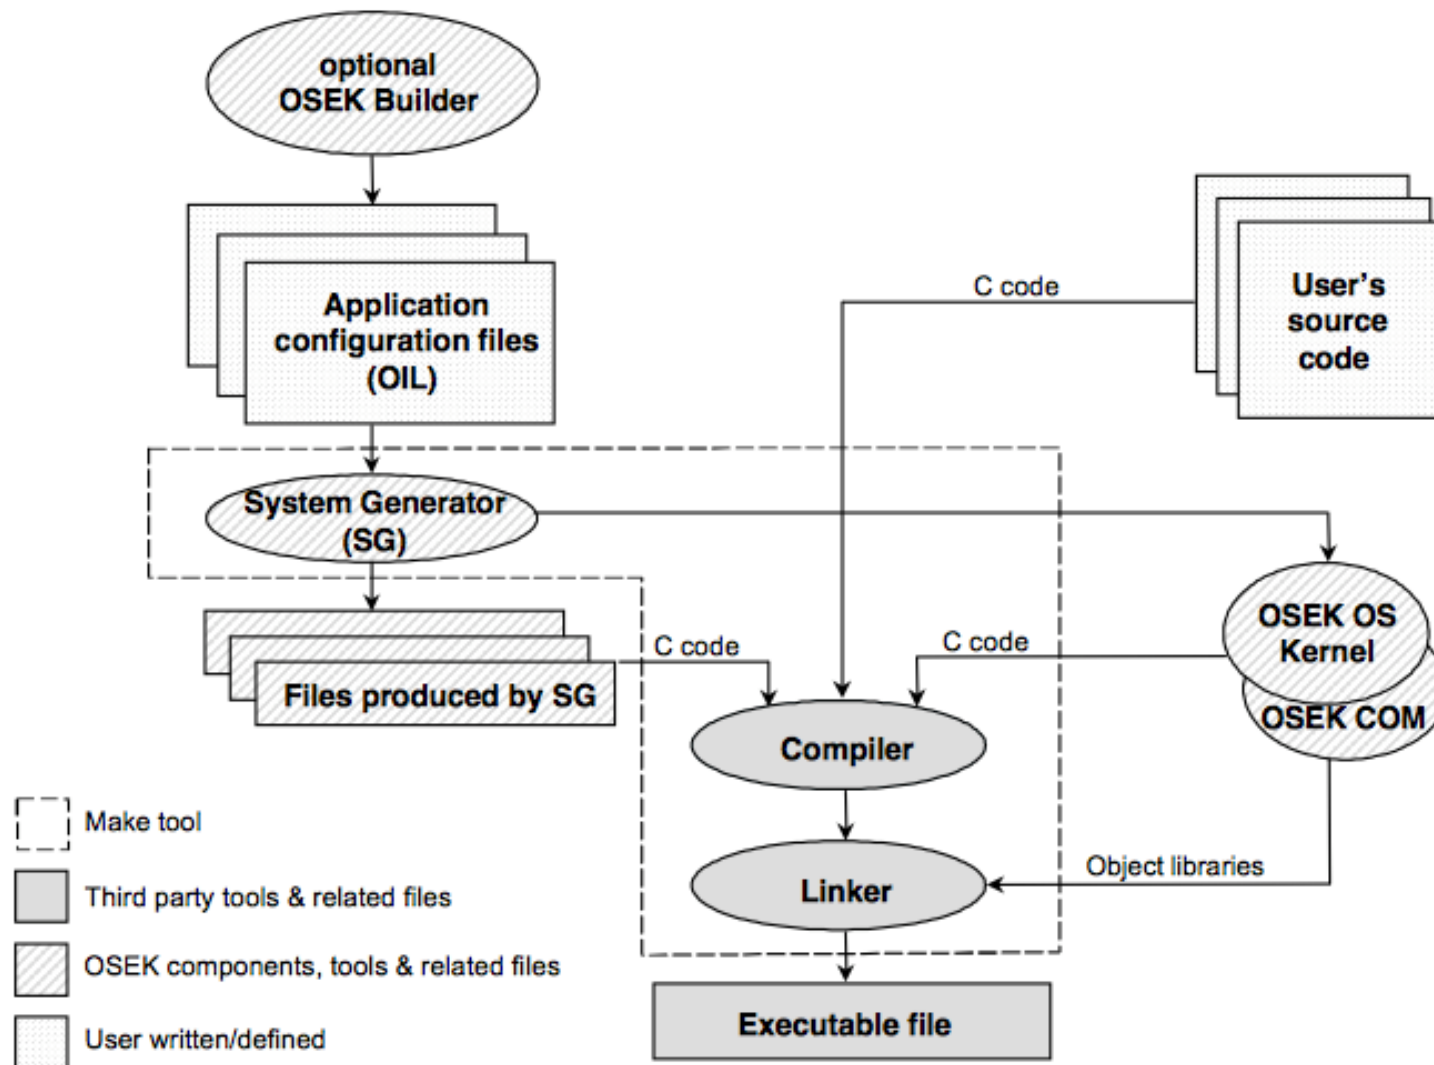 optional
OSEK Builder
Application
configuration files
(OIL)
C code
User’s
source
code
System Generator
(SG)
OSEK OS
Kernel
OSEK COM
C code
C code
Files produced by SG
Compiler
Make tool
Object libraries
Linker
Third party tools & related files
OSEK components, tools & related files
Executable file
User written/defined